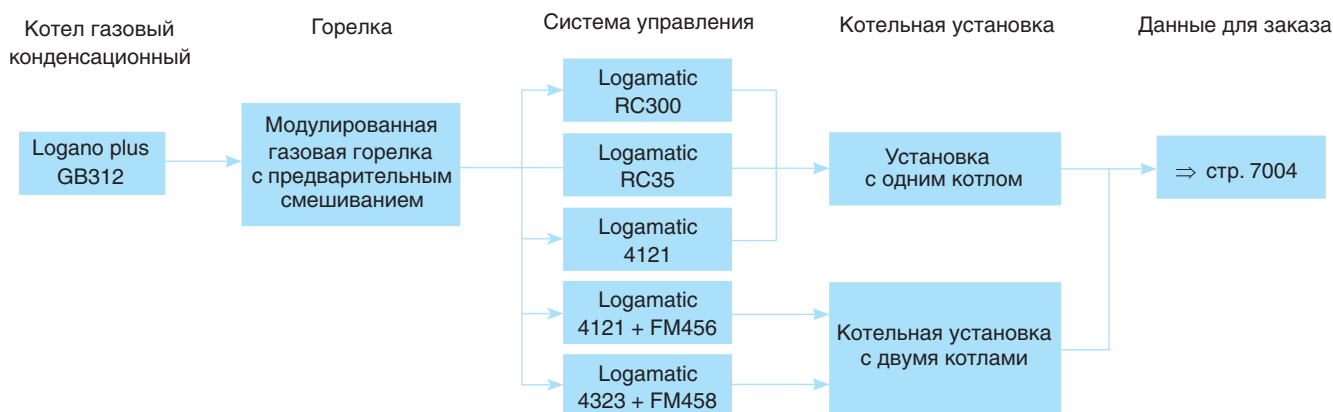 Котел газовый
конденсационный
Горелка
Система управления
Котельная установка
Данные для заказа
Logano plus
GB312
Модулированная
газовая горелка
с предварительным
смешиванием
Logamatic
RC300
Logamatic
RC35
Logamatic
4121
Logamatic
4121 + FM456
Logamatic
4323 + FM458
Установка
с одним котлом
Котельная установка
с двумя котлами
⇒ стр. 7004